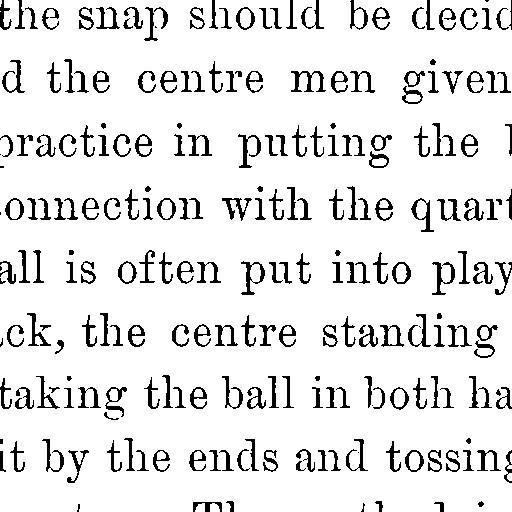 the snap should be decid
d the centre men given
practice in putting the
connection with the quart
all is often put into play
ck, the centre standing
taking the ball in both ha
it by the ends and tossing